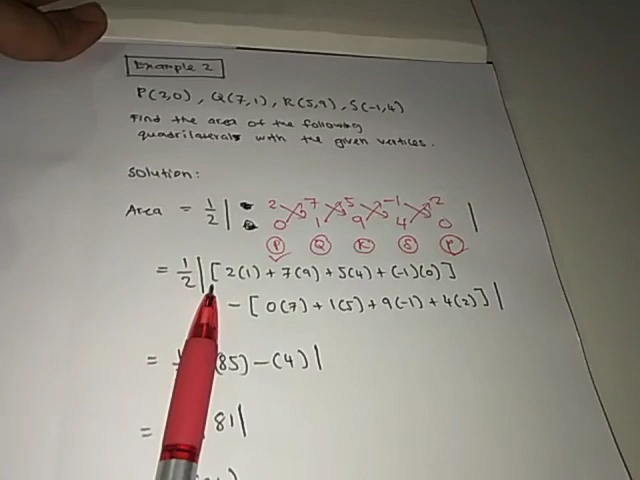 Example 2
P(2,0), Q(7,1), R(5,9), S(-1,4)
Find the area of the following
quadrilaterals with the given vertices.
Solution:
Area = 1/2 | 2 7 5 -1 2 |
0 1 9 4 0
P Q R S P
= 1/2 |[2(1) + 7(9) + 5(4) + (-1)(0)]
- [0(7) + 1(5) + 9(-1) + 4(2)]|
= (85) - (4)|
= 81|